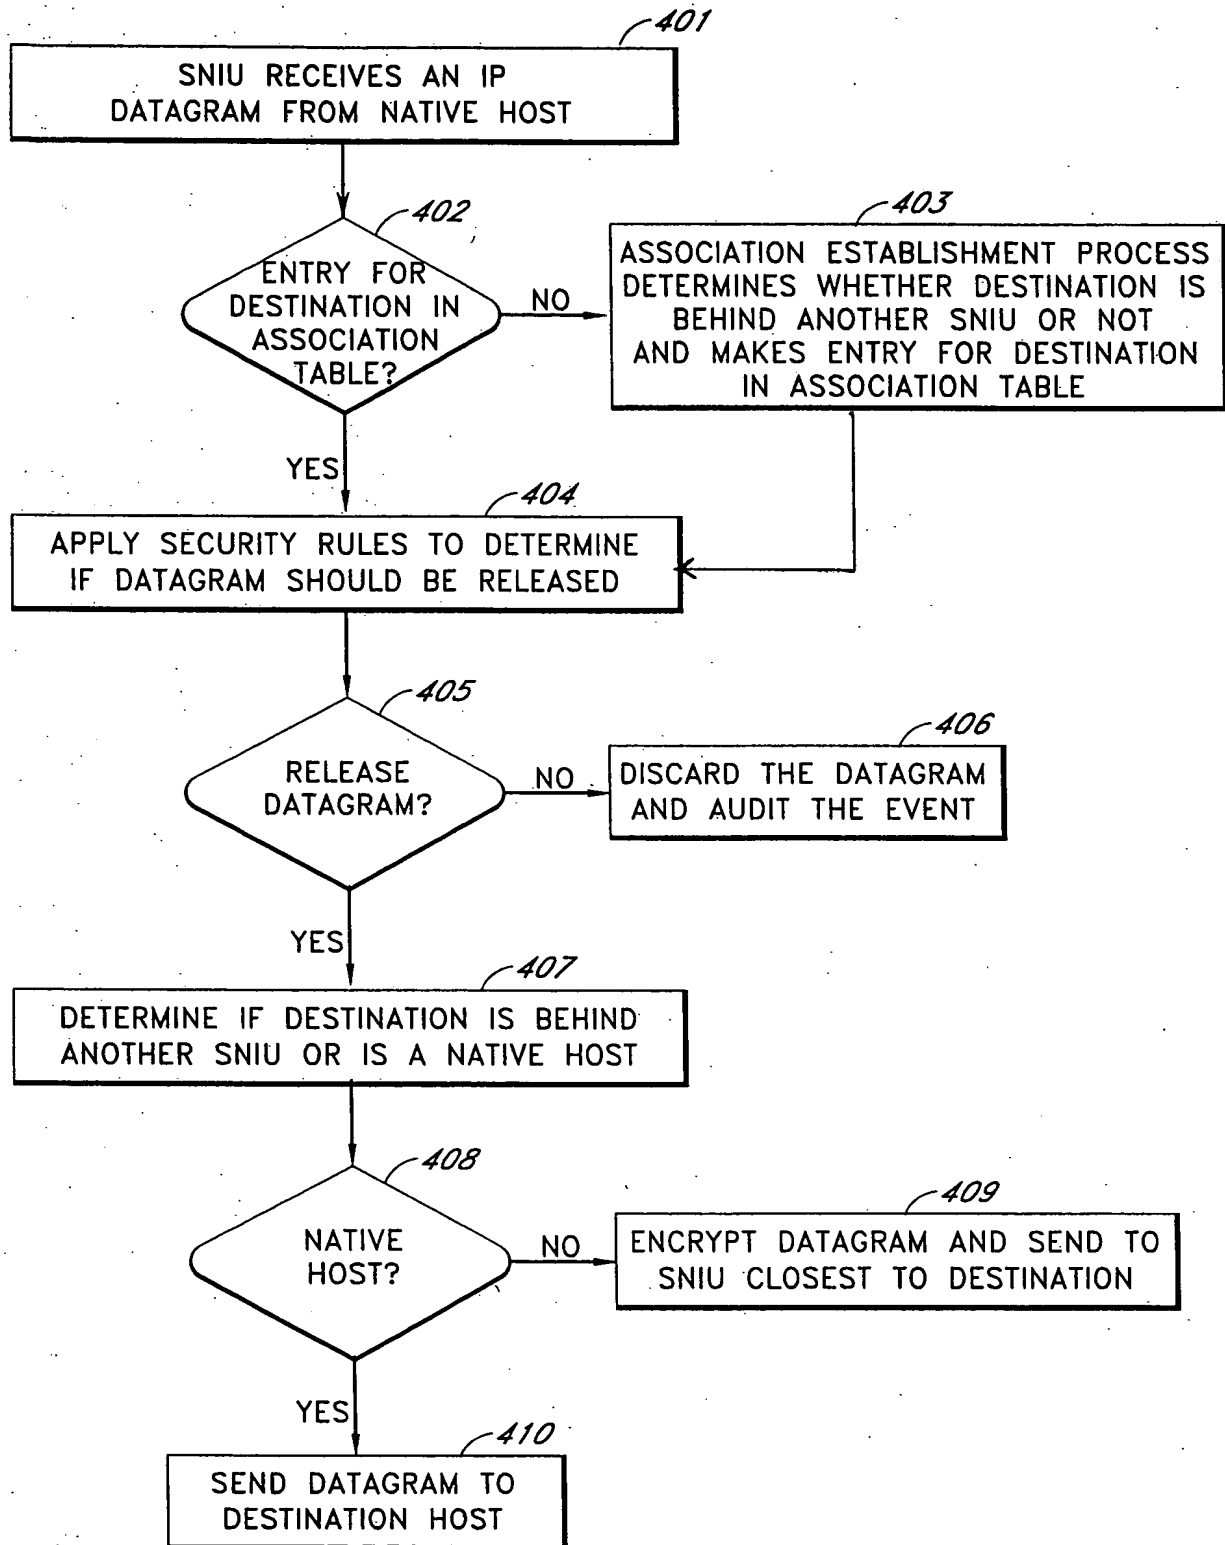 401
SNIU RECEIVES AN IP
DATAGRAM FROM NATIVE HOST
402
ENTRY FOR
DESTINATION IN
ASSOCIATION
TABLE?
NO
403
ASSOCIATION ESTABLISHMENT PROCESS
DETERMINES WHETHER DESTINATION IS
BEHIND ANOTHER SNIU OR NOT
AND MAKES ENTRY FOR DESTINATION
IN ASSOCIATION TABLE
YES
404
APPLY SECURITY RULES TO DETERMINE
IF DATAGRAM SHOULD BE RELEASED
405
RELEASE
DATAGRAM?
NO
406
DISCARD THE DATAGRAM
AND AUDIT THE EVENT
YES
407
DETERMINE IF DESTINATION IS BEHIND
ANOTHER SNIU OR IS A NATIVE HOST
408
NATIVE
HOST?
NO
409
ENCRYPT DATAGRAM AND SEND TO
SNIU CLOSEST TO DESTINATION
YES
410
SEND DATAGRAM TO
DESTINATION HOST